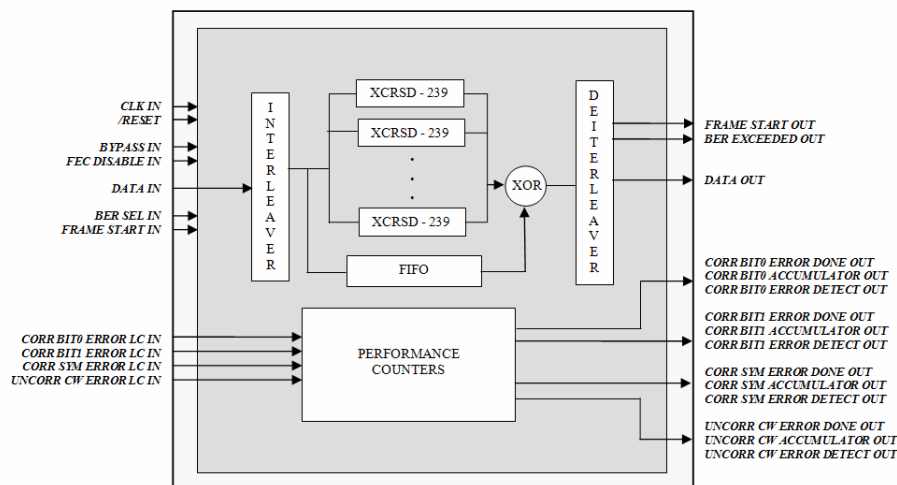 CLK IN
/RESET
BYPASS IN
FEC DISABLE IN
DATA IN
BER SEL IN
FRAME START IN
INTERLEAVER
XCRSD - 239
XCRSD - 239
XCRSD - 239
FIFO
XOR
DEITERLEAVER
FRAME START OUT
BER EXCEEDED OUT
DATA OUT
CORR BIT0 ERROR LC IN
CORR BIT1 ERROR LC IN
CORR SYM ERROR LC IN
UNCORR CW ERROR LC IN
PERFORMANCE
COUNTERS
CORR BIT0 ERROR DONE OUT
CORR BIT0 ACCUMULATOR OUT
CORR BIT0 ERROR DETECT OUT
CORR BIT1 ERROR DONE OUT
CORR BIT1 ACCUMULATOR OUT
CORR BIT1 ERROR DETECT OUT
CORR SYM ERROR DONE OUT
CORR SYM ACCUMULATOR OUT
CORR SYM ERROR DETECT OUT
UNCORR CW ERROR DONE OUT
UNCORR CW ACCUMULATOR OUT
UNCORR CW ERROR DETECT OUT